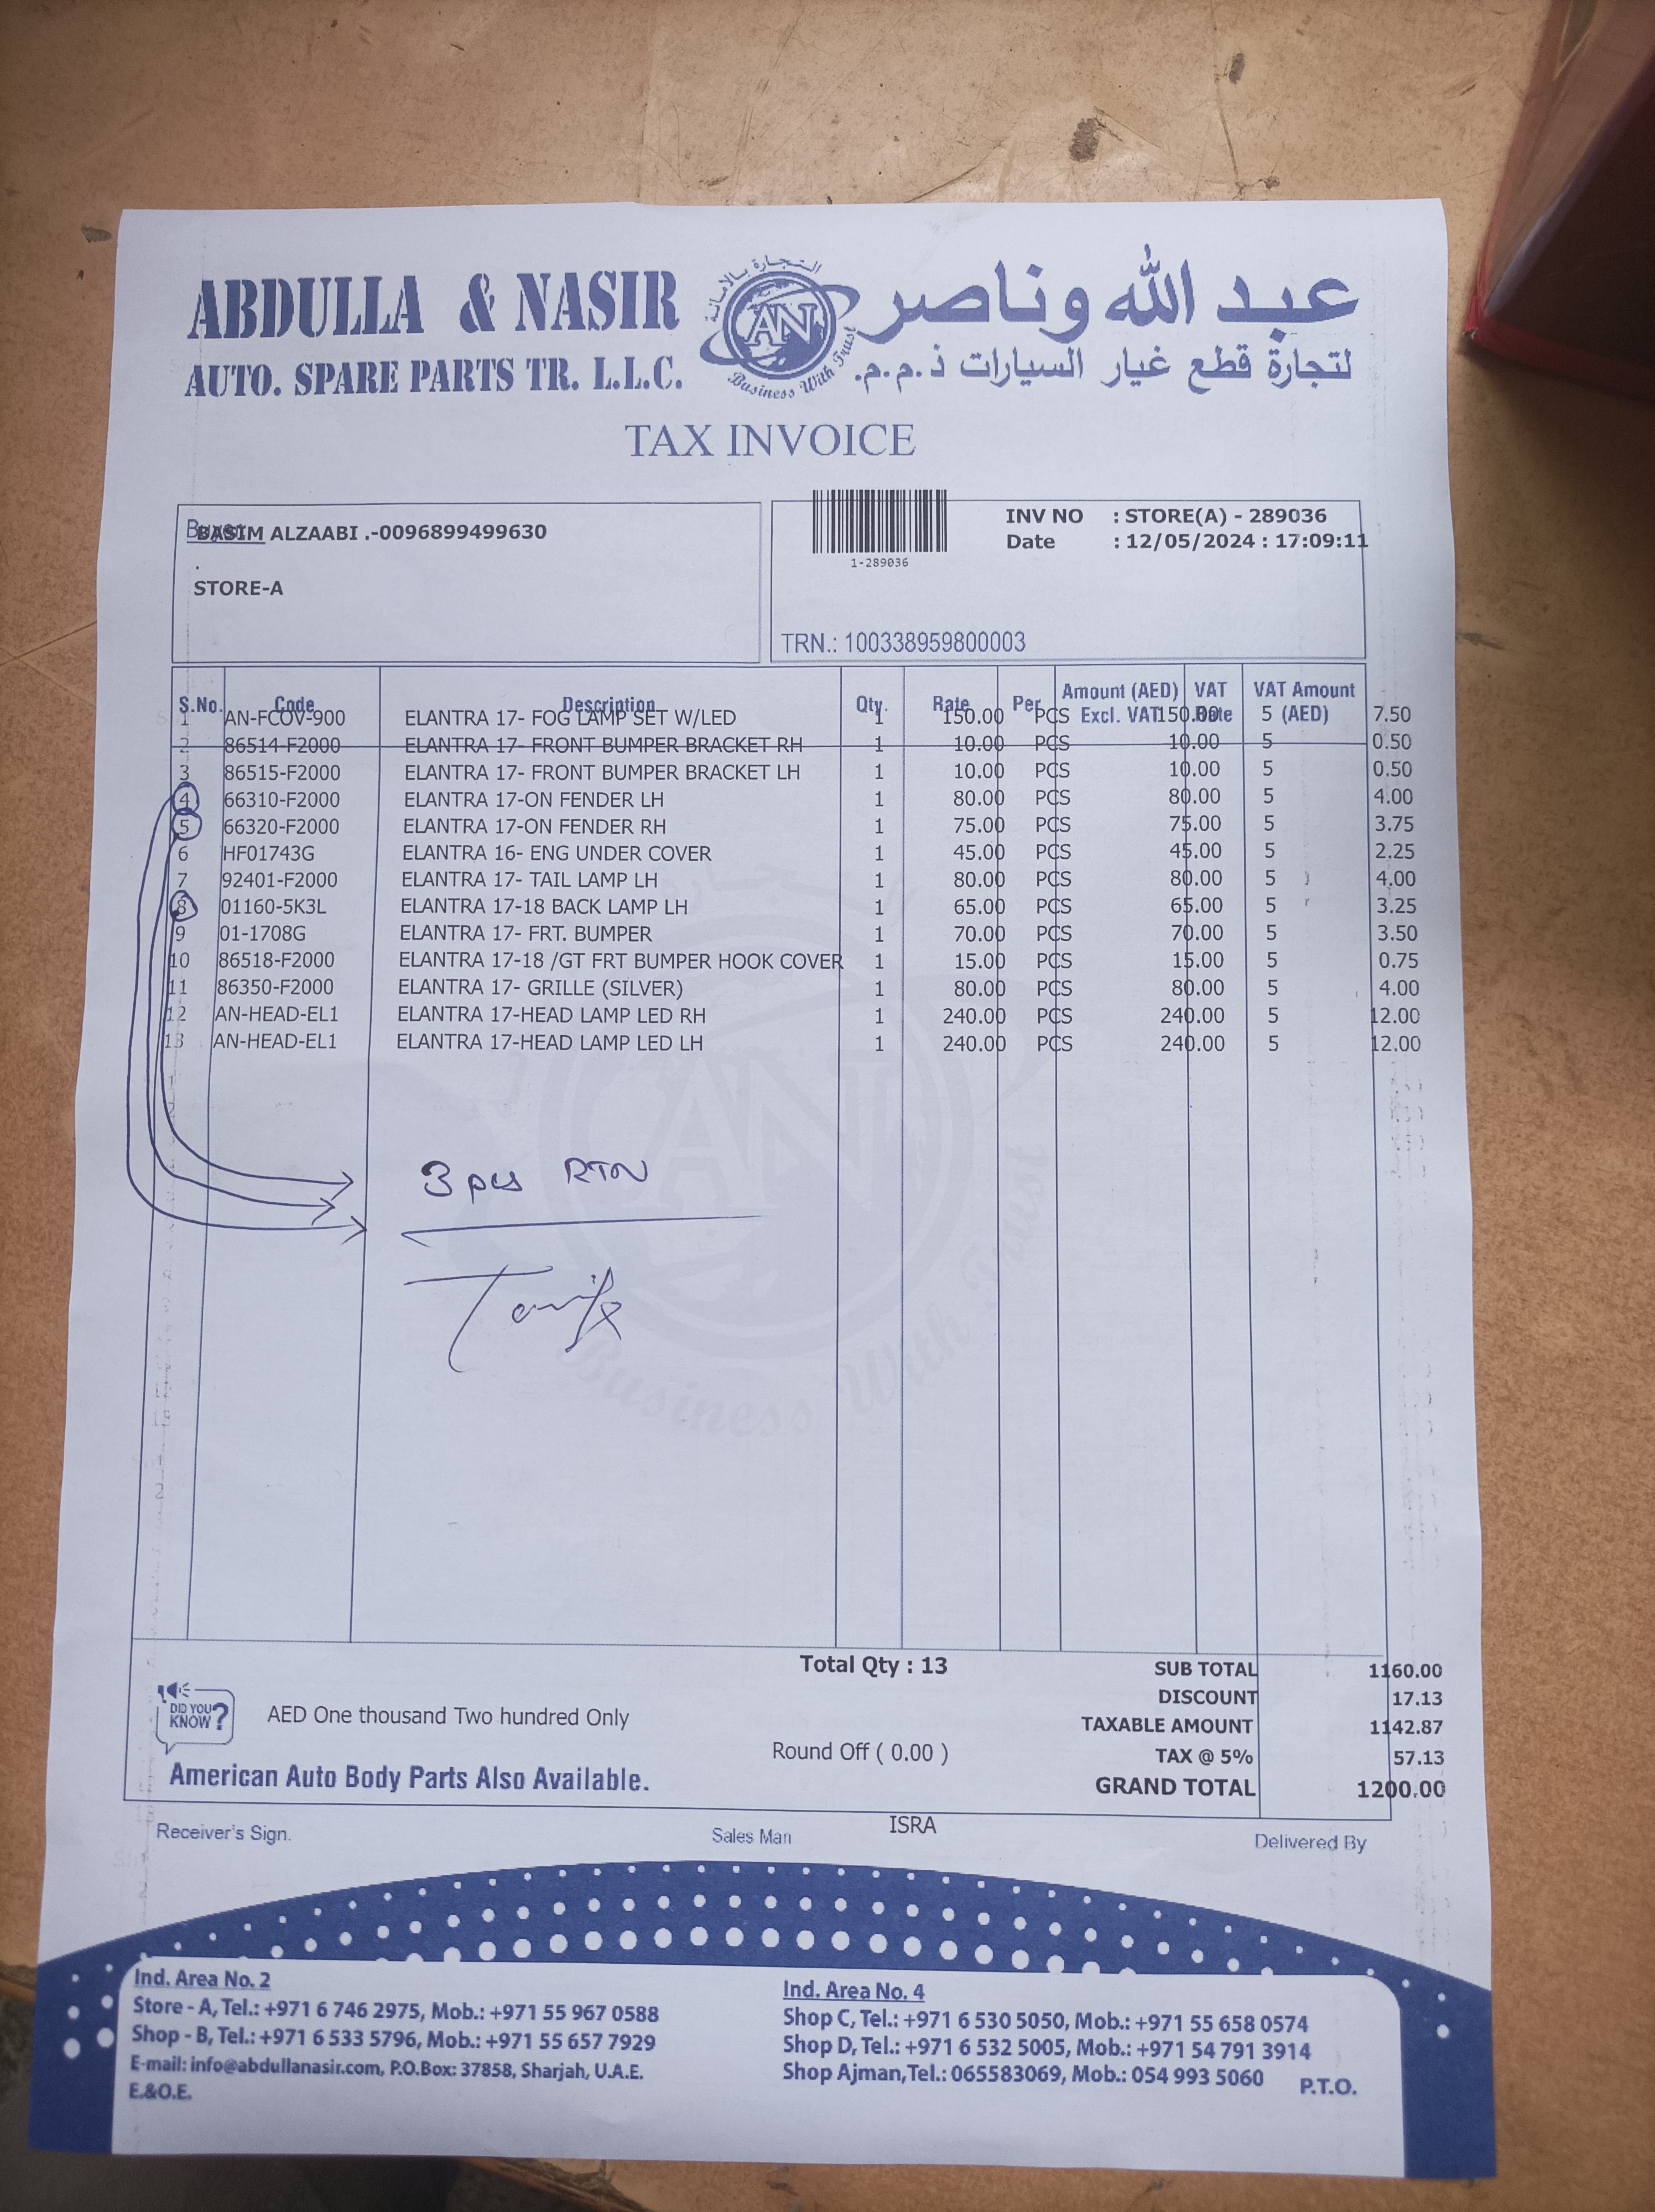 ABDULLA & NASIR
AUTO. SPARE PARTS TR. L.L.C.
التجارة بالامانة
AN
Business With Trust
عبد الله وناصر
لتجارة قطع غيار السيارات ذ.م.م.
TAX INVOICE
BASIM ALZAABI .-0096899499630
.
STORE-A
1-289036
INV NO : STORE(A) - 289036
Date : 12/05/2024 : 17:09:11
TRN.: 100338959800003
S.No. Code Description Qty. Rate Per Amount (AED) Excl. VAT VAT Rate VAT Amount (AED)
1 AN-FCOV-900 ELANTRA 17- FOG LAMP SET W/LED 1 150.00 PCS 150.00 5 7.50
2 86514-F2000 ELANTRA 17- FRONT BUMPER BRACKET RH 1 10.00 PCS 10.00 5 0.50
3 86515-F2000 ELANTRA 17- FRONT BUMPER BRACKET LH 1 10.00 PCS 10.00 5 0.50
4 66310-F2000 ELANTRA 17-ON FENDER LH 1 80.00 PCS 80.00 5 4.00
5 66320-F2000 ELANTRA 17-ON FENDER RH 1 75.00 PCS 75.00 5 3.75
6 HF01743G ELANTRA 16- ENG UNDER COVER 1 45.00 PCS 45.00 5 2.25
7 92401-F2000 ELANTRA 17- TAIL LAMP LH 1 80.00 PCS 80.00 5 4.00
8 01160-5K3L ELANTRA 17-18 BACK LAMP LH 1 65.00 PCS 65.00 5 3.25
9 01-1708G ELANTRA 17- FRT. BUMPER 1 70.00 PCS 70.00 5 3.50
10 86518-F2000 ELANTRA 17-18 /GT FRT BUMPER HOOK COVER 1 15.00 PCS 15.00 5 0.75
11 86350-F2000 ELANTRA 17- GRILLE (SILVER) 1 80.00 PCS 80.00 5 4.00
12 AN-HEAD-EL1 ELANTRA 17-HEAD LAMP LED RH 1 240.00 PCS 240.00 5 12.00
13 AN-HEAD-EL1 ELANTRA 17-HEAD LAMP LED LH 1 240.00 PCS 240.00 5 12.00
3 pcs RTN
Total Qty : 13
SUB TOTAL 1160.00
DISCOUNT 17.13
TAXABLE AMOUNT 1142.87
TAX @ 5% 57.13
GRAND TOTAL 1200.00
DID YOU KNOW?
AED One thousand Two hundred Only
Round Off ( 0.00 )
American Auto Body Parts Also Available.
Receiver's Sign.
Sales Man ISRA
Delivered By
Ind. Area No. 2
Store - A, Tel.: +971 6 746 2975, Mob.: +971 55 967 0588
Shop - B, Tel.: +971 6 533 5796, Mob.: +971 55 657 7929
E-mail: info@abdullanasir.com, P.O.Box: 37858, Sharjah, U.A.E.
E.&O.E.
Ind. Area No. 4
Shop C, Tel.: +971 6 530 5050, Mob.: +971 55 658 0574
Shop D, Tel.: +971 6 532 5005, Mob.: +971 54 791 3914
Shop Ajman, Tel.: 065583069, Mob.: 054 993 5060
P.T.O.